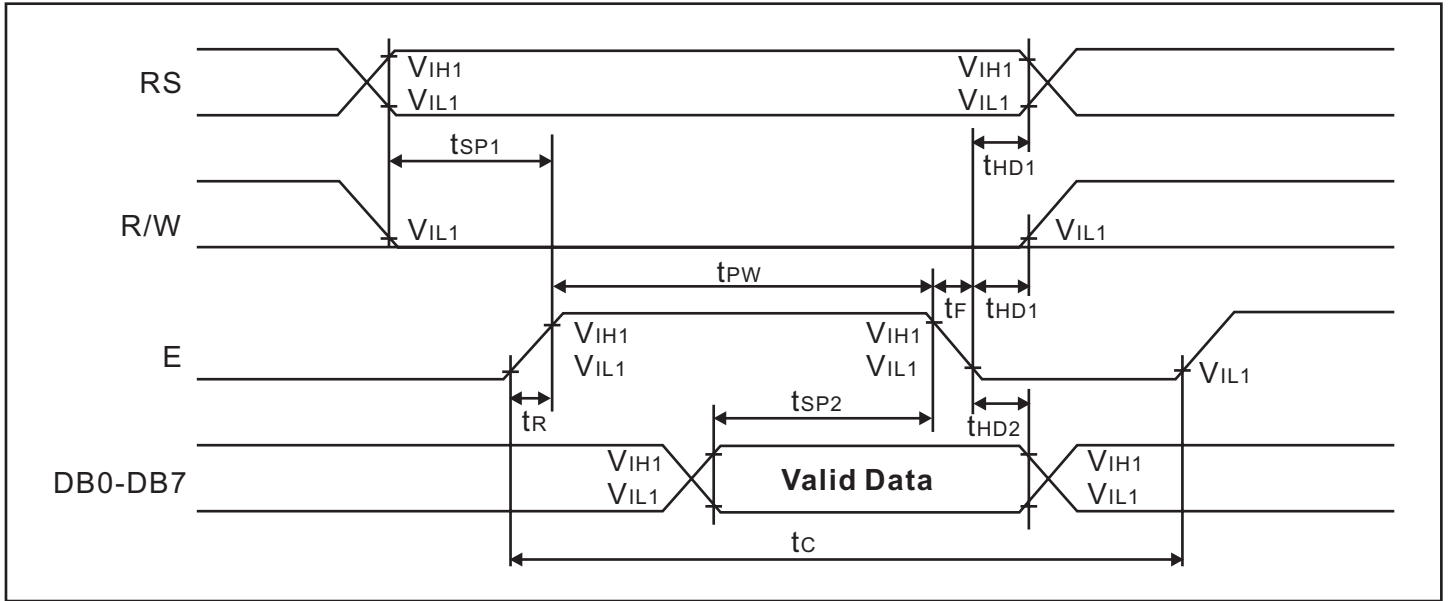 RS
VIH1
VIL1
VIH1
VIL1
tSP1
tHD1
R/W
VIL1
VIL1
tPW
tF
tHD1
E
VIH1
VIL1
VIH1
VIL1
VIL1
tR
tSP2
tHD2
DB0-DB7
VIH1
VIL1
Valid Data
VIH1
VIL1
tC